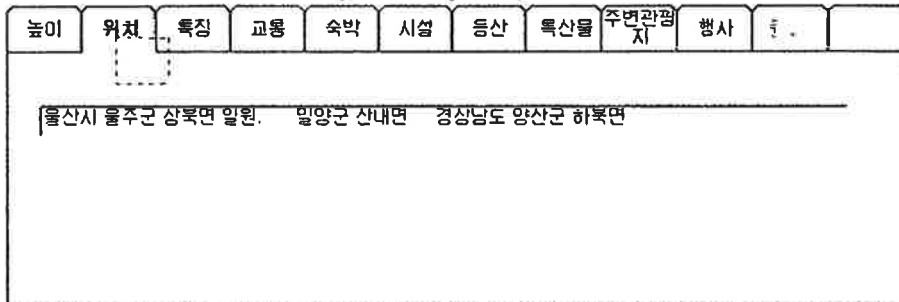 높이 위치 특징 교통 숙박 시설 등산 특산물 주변관광지 행사
울산시 울주군 상북면 일원. 밀양군 산내면 경상남도 양산군 하북면